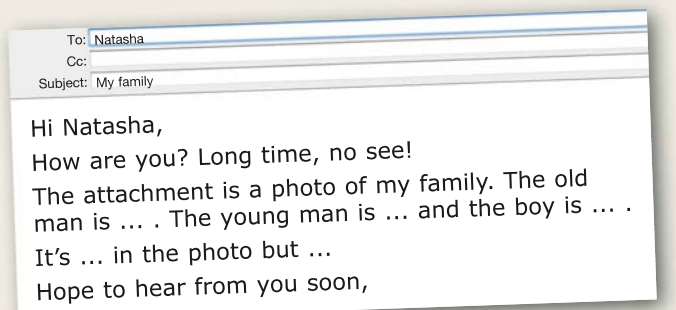 To: Natasha
Cc:
Subject: My family
Hi Natasha,
How are you? Long time, no see!
The attachment is a photo of my family. The old
man is ... . The young man is ... and the boy is ... .
It's ... in the photo but ...
Hope to hear from you soon,